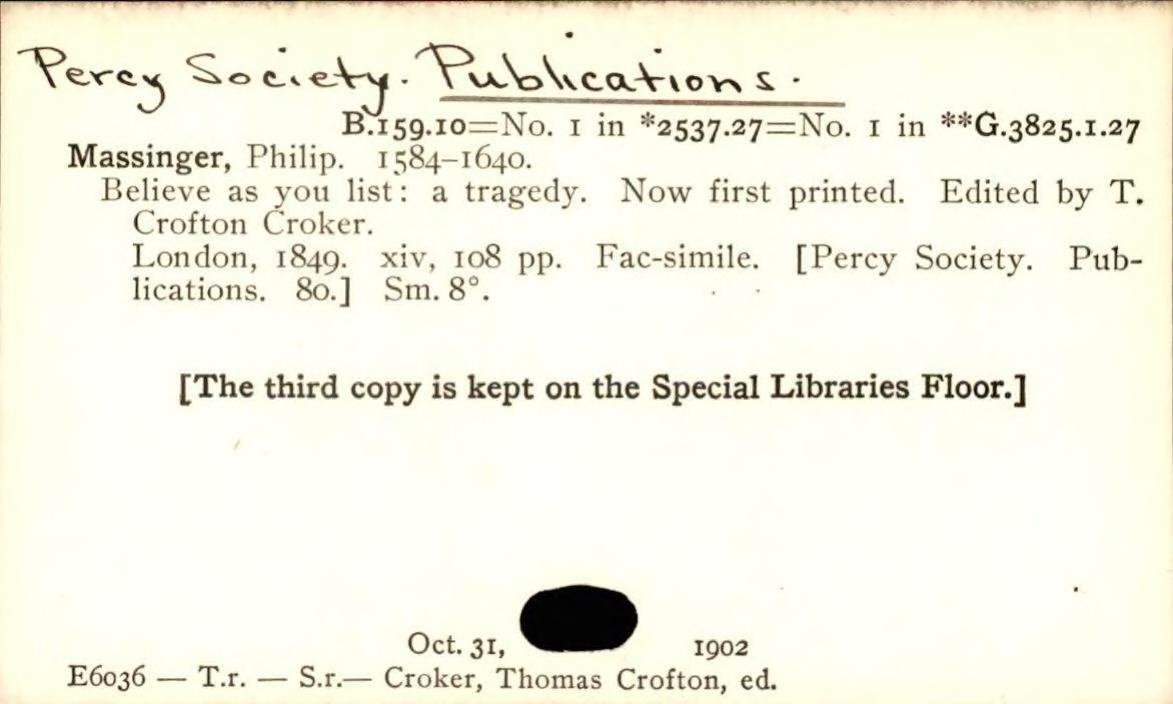 Percy Society. Publications.
B.159.10=No. 1 in *2537.27=No. 1 in **G.3825.1.27
Massinger, Philip. 1584-1640.
Believe as you list: a tragedy. Now first printed. Edited by T.
Crofton Croker.
London, 1849. xiv, 108 pp. Fac-simile. [Percy Society. Pub-
lications. 80.] Sm. 8°.
[The third copy is kept on the Special Libraries Floor.]
Oct. 31, 1902
E6036 — T.r. — S.r.— Croker, Thomas Crofton, ed.